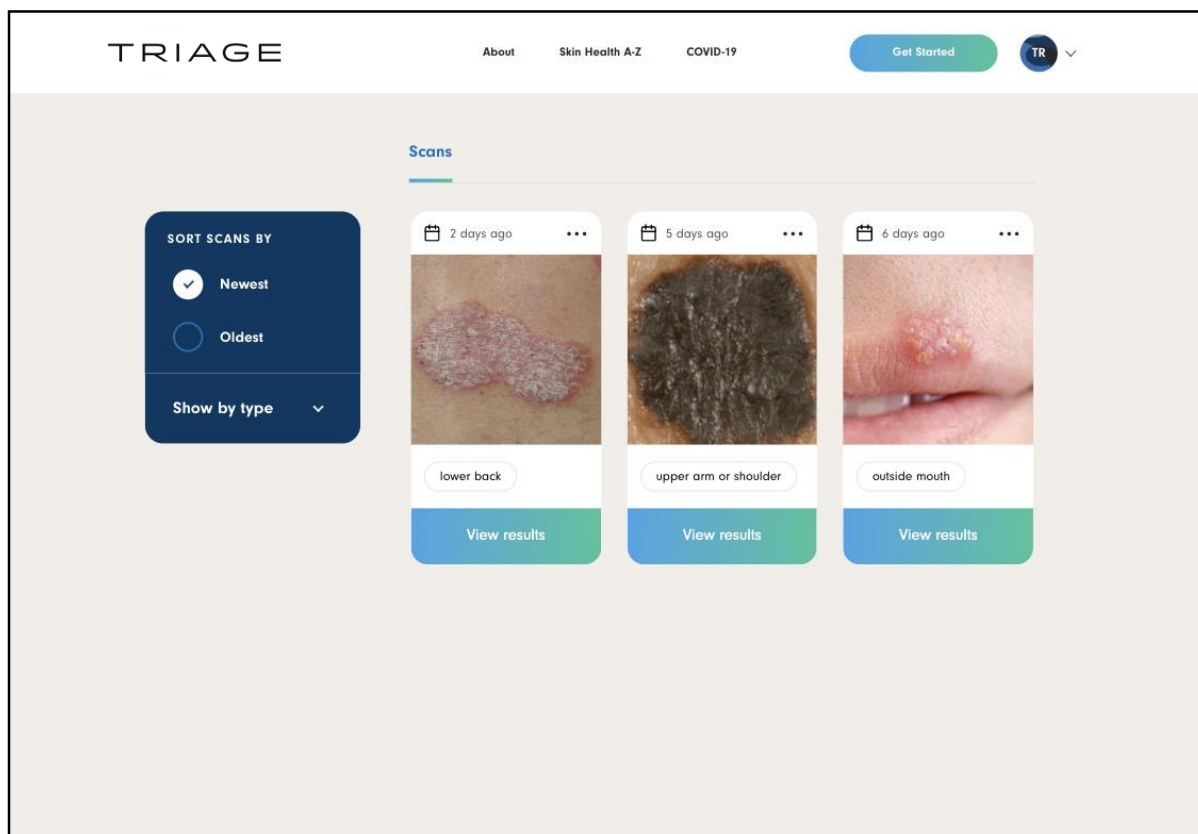 TRIAGE
About
Skin Health A-Z
COVID-19
Get Started
TR
Scans
SORT SCANS BY
Newest
Oldest
Show by type
2 days ago
lower back
View results
5 days ago
upper arm or shoulder
View results
6 days ago
outside mouth
View results